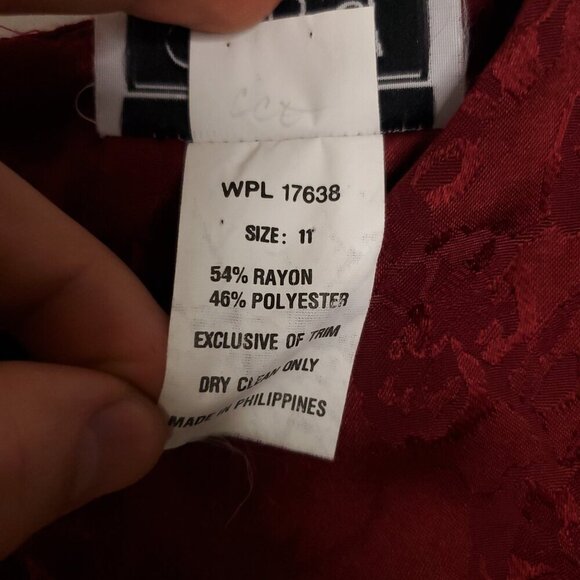 WPL 17638
SIZE: 11
54% RAYON
46% POLYESTER
EXCLUSIVE OF TRIM
DRY CLEAN ONLY
MADE IN PHILIPPINES